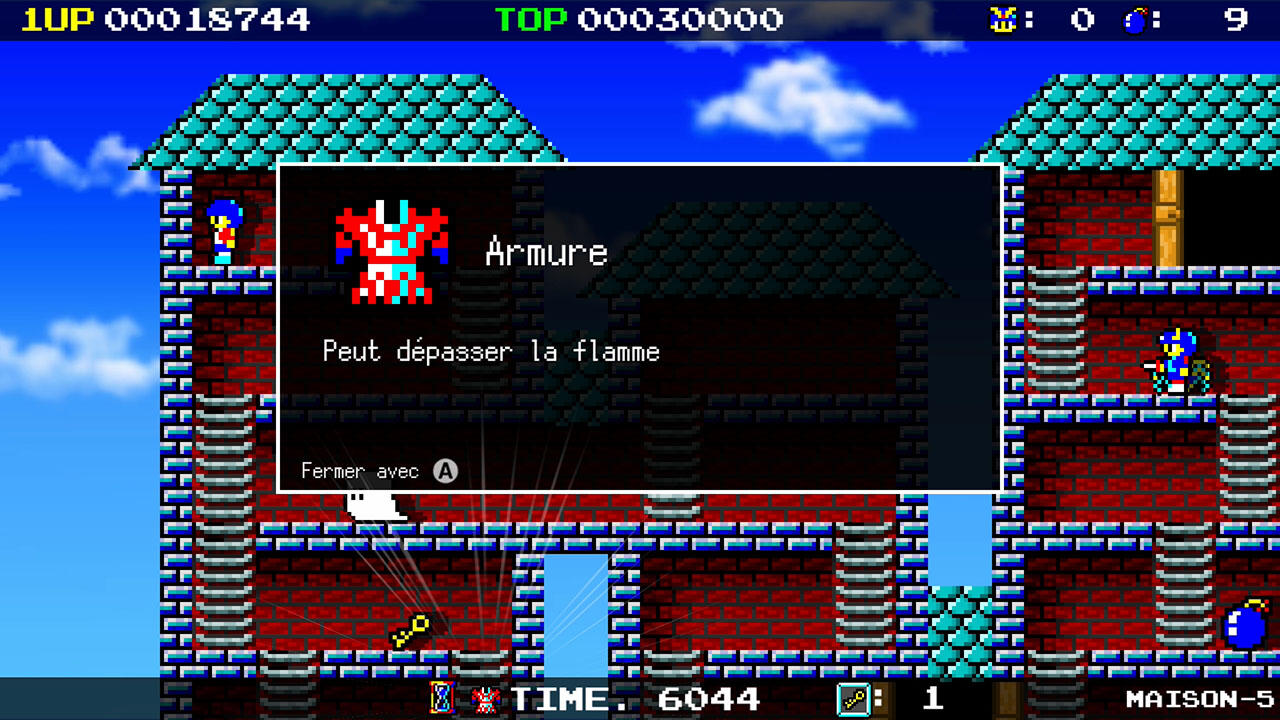 1UP 00018744 TOP 00030000 : 0 : 9
Armure
Peut dépasser la flamme
Fermer avec A
TIME. 6044 : 1 MAISON-5